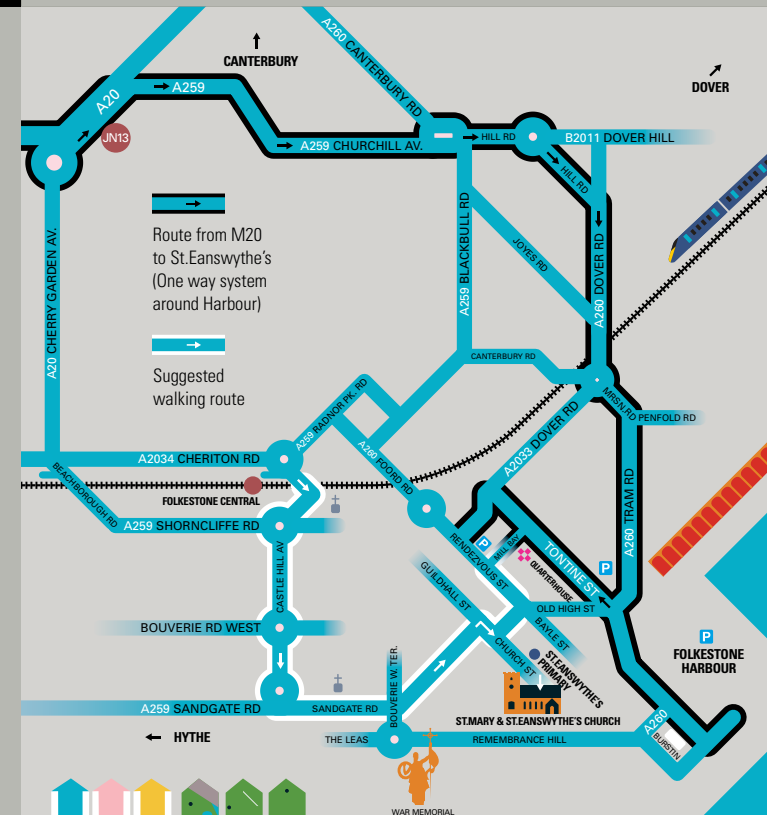 A260 CANTERBURY RD
CANTERBURY
DOVER
A20
A259
JN13
A259 CHURCHILL AV.
HILL RD
B2011 DOVER HILL
HILL RD
Route from M20
to St.Eanswythe's
(One way system
around Harbour)
Suggested
walking route
A20 CHERRY GARDEN AV.
A259 BLACKBULL RD
JOYES RD
A260 DOVER RD
CANTERBURY RD
MRSN.RD
PENFOLD RD
A259 RADNOR PK. RD
A260 FOORD RD
A2033 DOVER RD
A260 TRAM RD
A2034 CHERITON RD
BEACHBOROUGH RD
FOLKESTONE CENTRAL
A259 SHORNCLIFFE RD
CASTLE HILL AV
RENDEZVOUS ST
MILL BAY
P
QUARTERHOUSE
TONTINE ST
P
GUILDHALL ST
OLD HIGH ST
BAYLE ST
BOUVERIE RD WEST
P
FOLKESTONE
HARBOUR
CHURCH ST
ST.EANSWYTHE'S
PRIMARY
BOUVERIE W. TER.
A259 SANDGATE RD
SANDGATE RD
ST.MARY & ST.EANSWYTHE'S CHURCH
HYTHE
THE LEAS
REMEMBRANCE HILL
A260
BURSTIN
WAR MEMORIAL